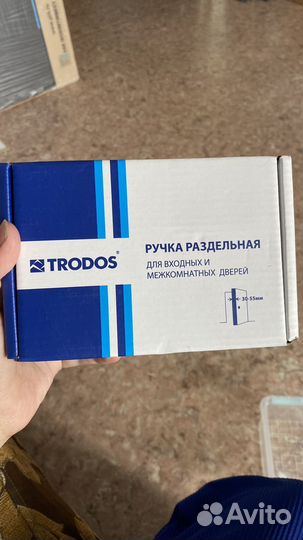 TRODOS®
РУЧКА РАЗДЕЛЬНАЯ
ДЛЯ ВХОДНЫХ И
МЕЖКОМНАТНЫХ ДВЕРЕЙ
30-55мм
Avito